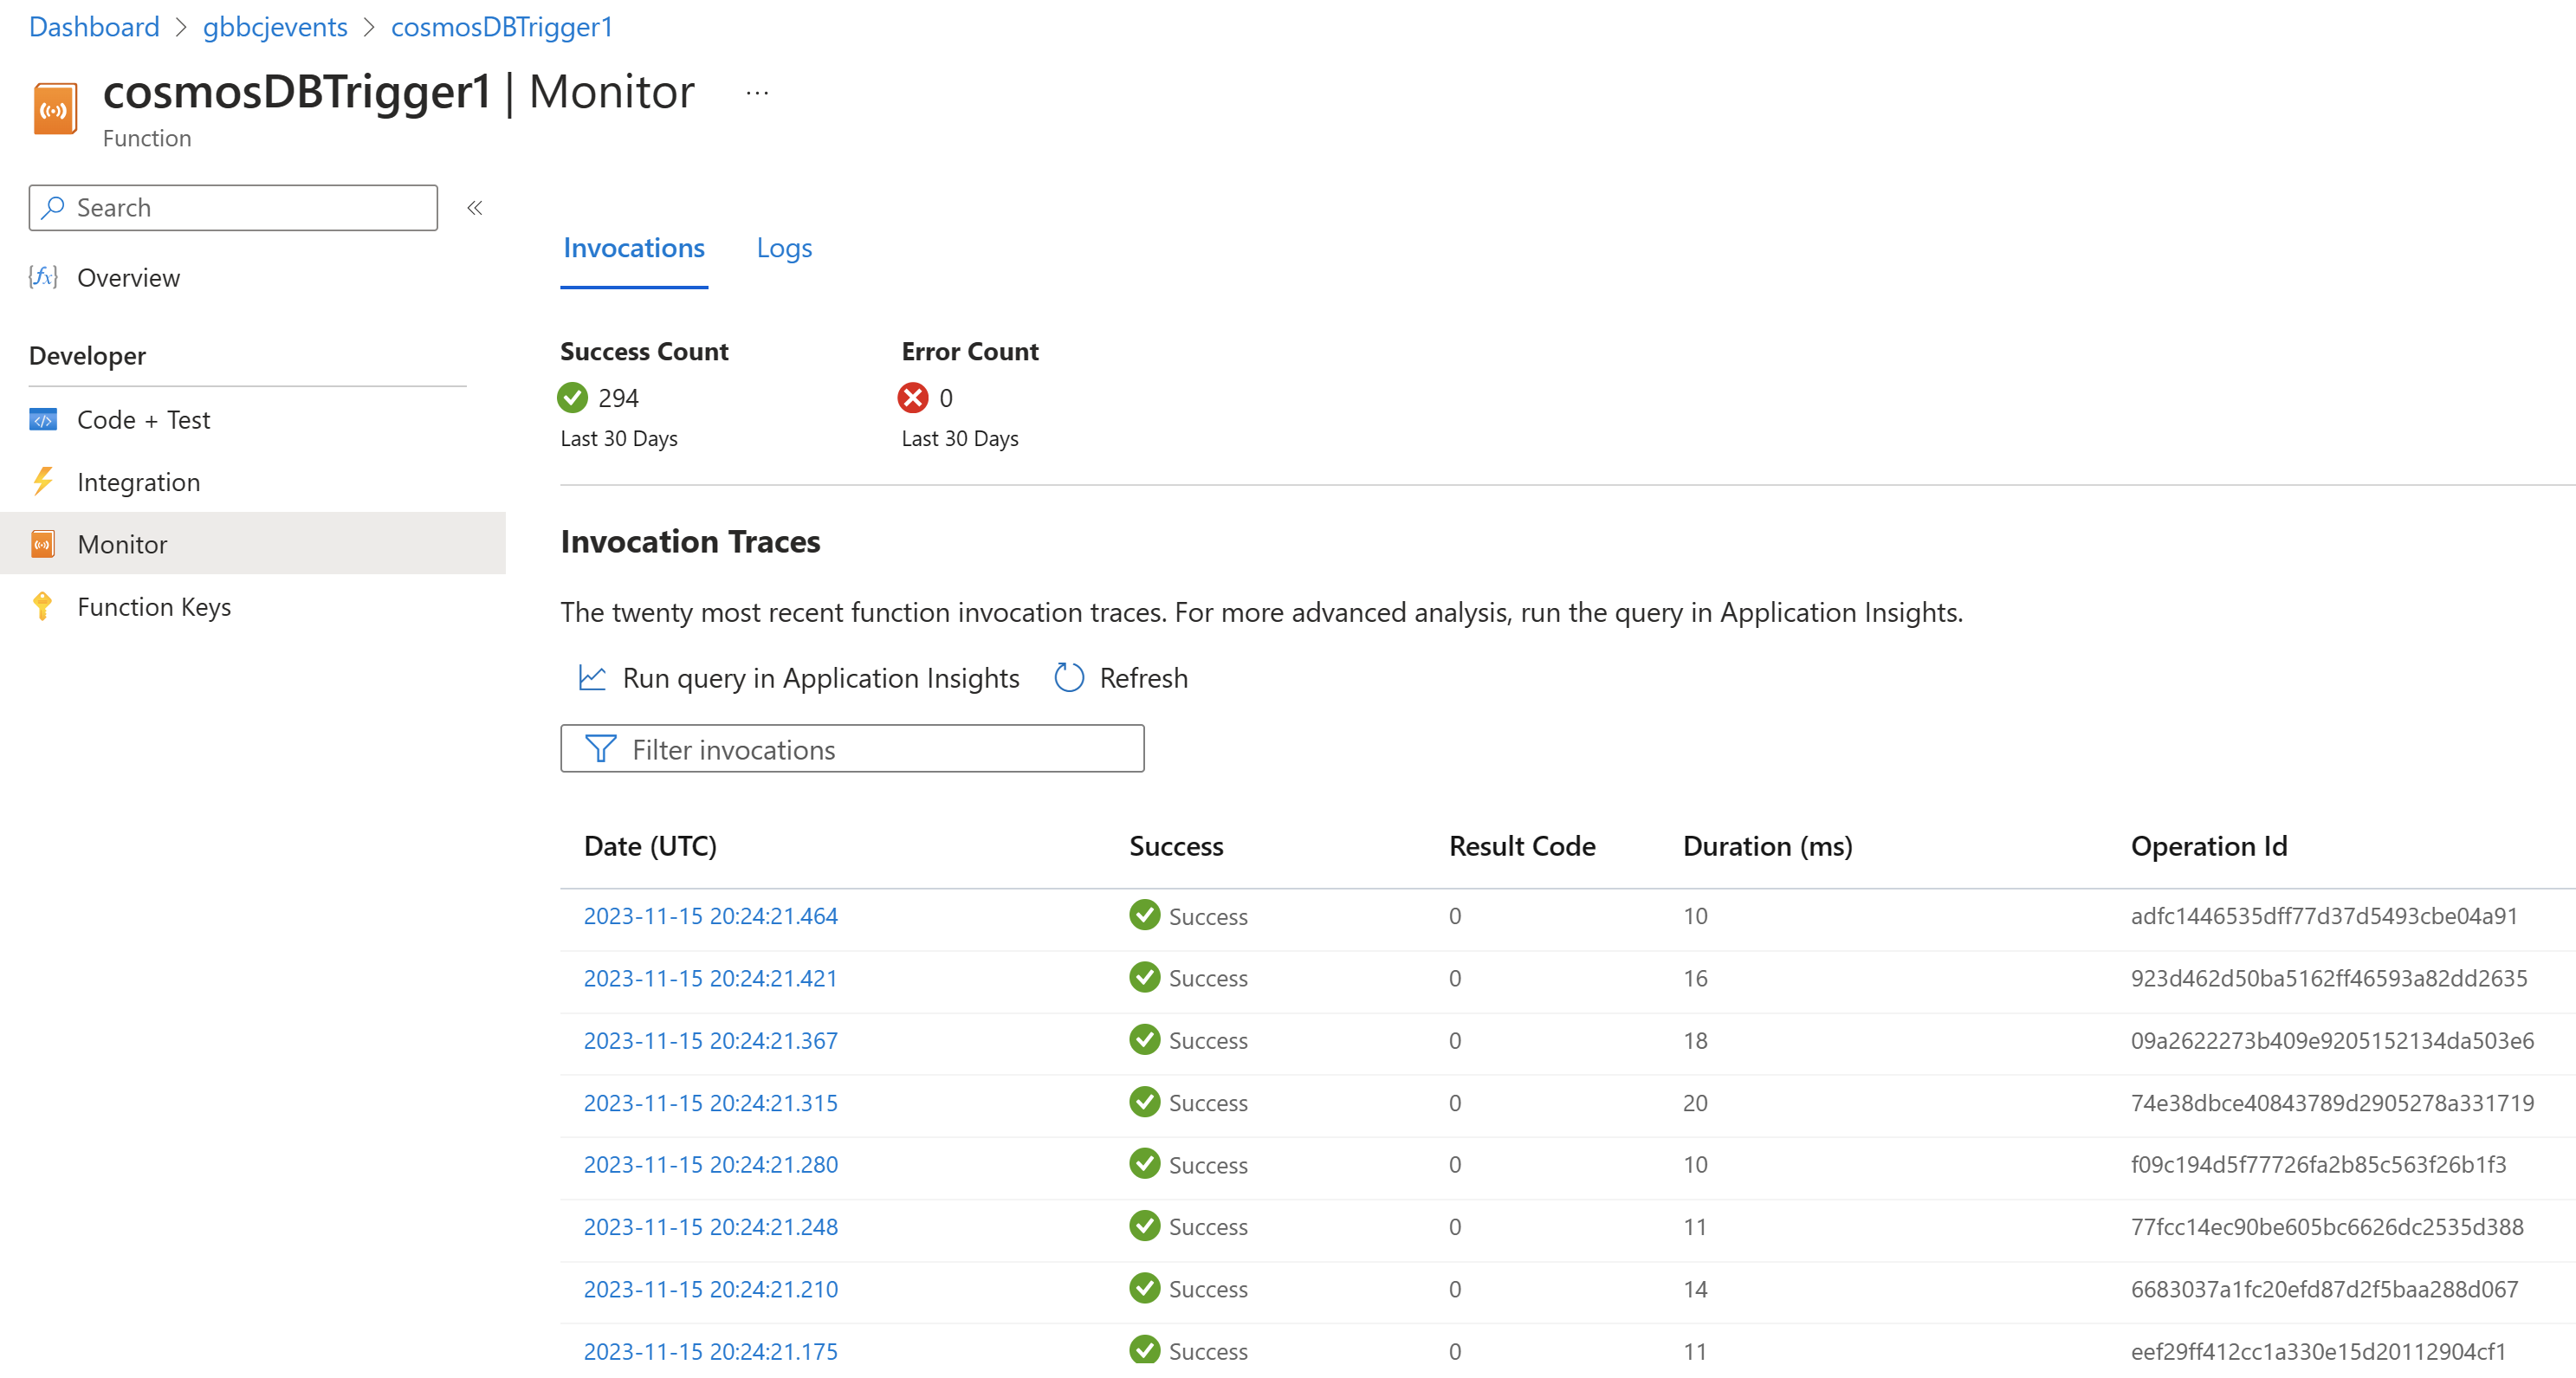 Dashboard > gbbcjevents > cosmosDBTrigger1
cosmosDBTrigger1 | Monitor ...
Function
Search «
Overview
Developer
Code + Test
Integration
Monitor
Function Keys
Invocations Logs
Success Count Error Count
294 0
Last 30 Days Last 30 Days
Invocation Traces
The twenty most recent function invocation traces. For more advanced analysis, run the query in Application Insights.
Run query in Application Insights Refresh
Filter invocations
Date (UTC) Success Result Code Duration (ms) Operation Id
2023-11-15 20:24:21.464 Success 0 10 adfc1446535dff77d37d5493cbe04a91
2023-11-15 20:24:21.421 Success 0 16 923d462d50ba5162ff46593a82dd2635
2023-11-15 20:24:21.367 Success 0 18 09a2622273b409e9205152134da503e6
2023-11-15 20:24:21.315 Success 0 20 74e38dbce40843789d2905278a331719
2023-11-15 20:24:21.280 Success 0 10 f09c194d5f77726fa2b85c563f26b1f3
2023-11-15 20:24:21.248 Success 0 11 77fcc14ec90be605bc6626dc2535d388
2023-11-15 20:24:21.210 Success 0 14 6683037a1fc20efd87d2f5baa288d067
2023-11-15 20:24:21.175 Success 0 11 eef29ff412cc1a330e15d20112904cf1